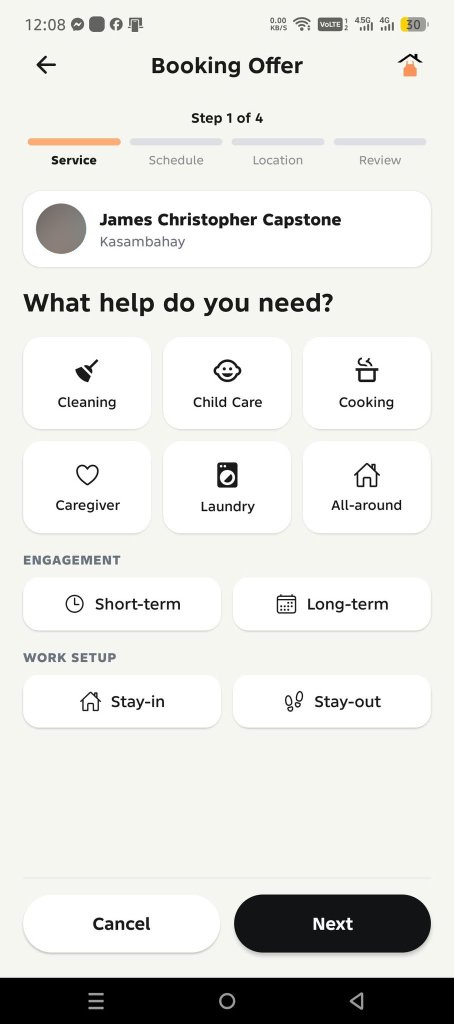 12:08 0.00 KB/S VoLTE 1 2 4.5G 4G 30
Booking Offer
Step 1 of 4
Service Schedule Location Review
James Christopher Capstone
Kasambahay
What help do you need?
Cleaning Child Care Cooking
Caregiver Laundry All-around
ENGAGEMENT
Short-term Long-term
WORK SETUP
Stay-in Stay-out
Cancel Next